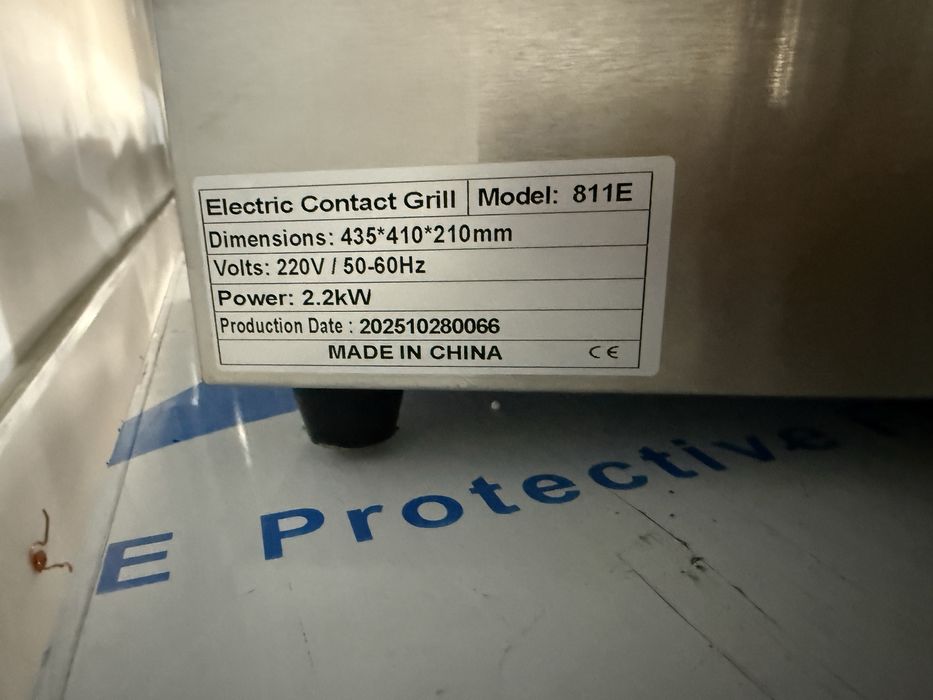 Electric Contact Grill Model: 811E
Dimensions: 435*410*210mm
Volts: 220V / 50-60Hz
Power: 2.2kW
Production Date : 202510280066
MADE IN CHINA CE
E Protective